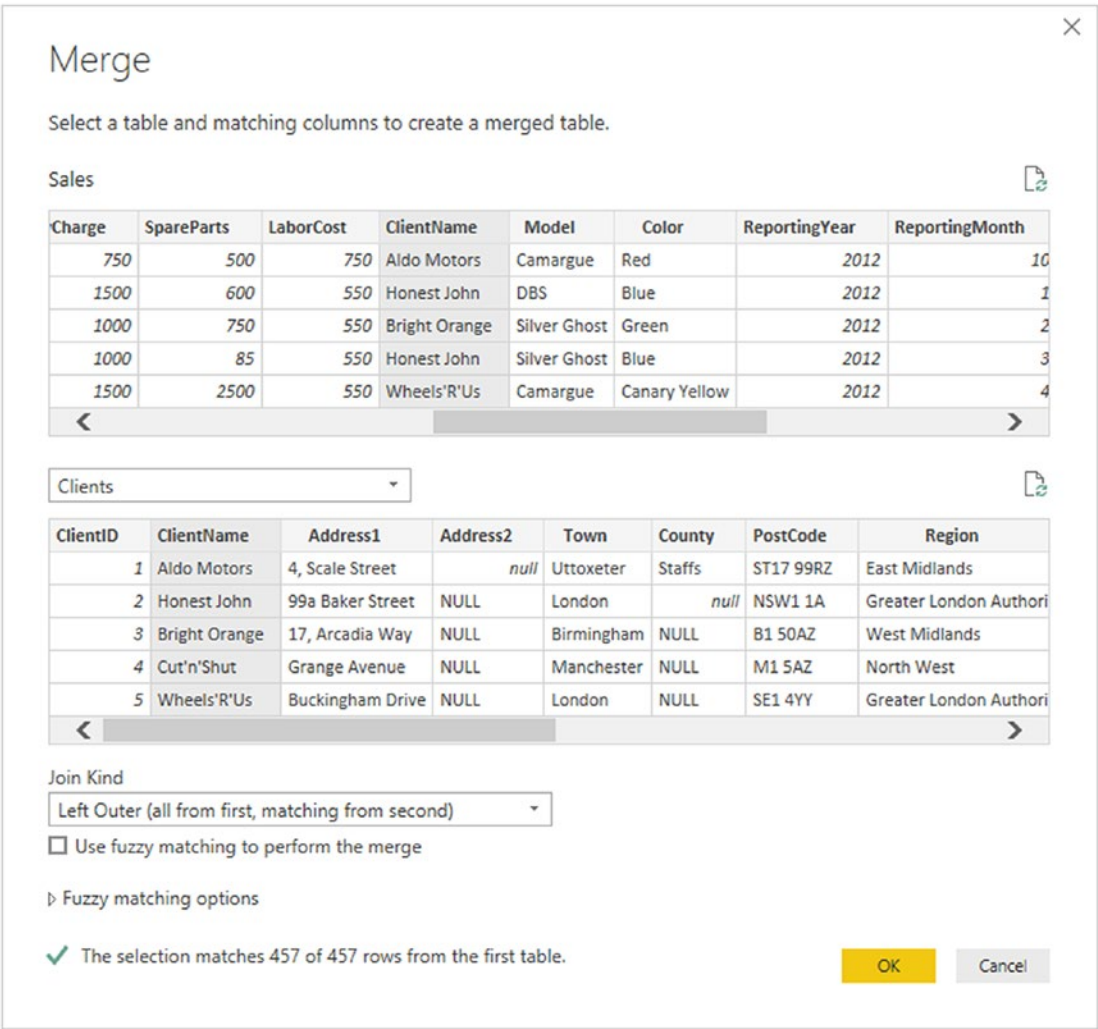 Merge
Select a table and matching columns to create a merged table.
Sales
Charge SpareParts LaborCost ClientName Model Color ReportingYear ReportingMonth
750 500 750 Aldo Motors Camargue Red 2012 10
1500 600 550 Honest John DBS Blue 2012 1
1000 750 550 Bright Orange Silver Ghost Green 2012 2
1000 85 550 Honest John Silver Ghost Blue 2012 3
1500 2500 550 Wheels'R'Us Camargue Canary Yellow 2012 4
Clients
ClientID ClientName Address1 Address2 Town County PostCode Region
1 Aldo Motors 4, Scale Street null Uttoxeter Staffs ST17 99RZ East Midlands
2 Honest John 99a Baker Street NULL London null NSW1 1A Greater London Authori
3 Bright Orange 17, Arcadia Way NULL Birmingham NULL B1 50AZ West Midlands
4 Cut'n'Shut Grange Avenue NULL Manchester NULL M1 5AZ North West
5 Wheels'R'Us Buckingham Drive NULL London NULL SE1 4YY Greater London Authori
Join Kind
Left Outer (all from first, matching from second)
Use fuzzy matching to perform the merge
Fuzzy matching options
The selection matches 457 of 457 rows from the first table.
OK Cancel